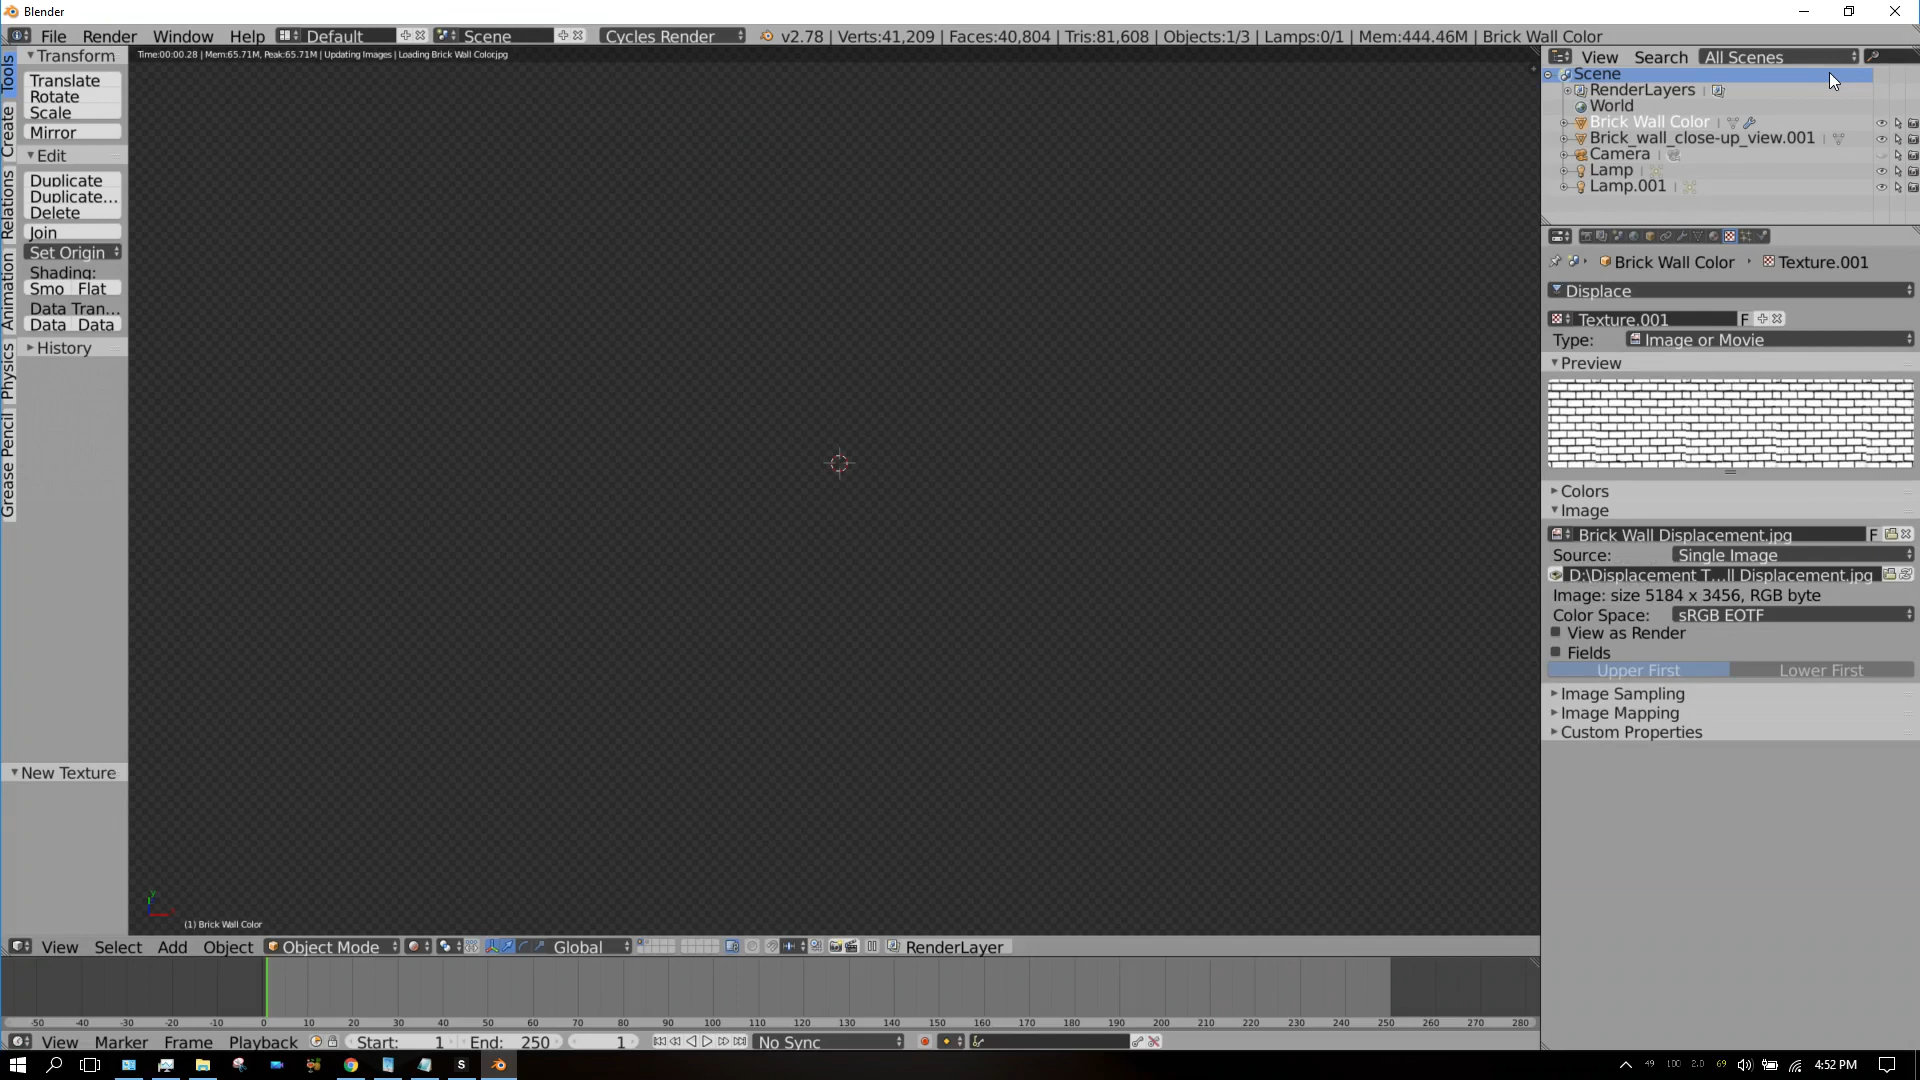 Blender
File Render Window Help Default Scene Cycles Render v2.78 | Verts:41,209 | Faces:40,804 | Tris:81,608 | Objects:1/3 | Lamps:0/1 | Mem:444.46M | Brick Wall Color
Time:00:00.28 | Mem:65.71M, Peak:65.71M | Updating Images | Loading Brick Wall Color.jpg
Tools
Create
Relations
Animation
Physics
Grease Pencil
Transform
Translate
Rotate
Scale
Mirror
Edit
Duplicate
Duplicate...
Delete
Join
Set Origin
Shading:
Smo Flat
Data Tran...
Data Data
History
New Texture
y
(1) Brick Wall Color
View Select Add Object Object Mode Global RenderLayer
-50 -40 -30 -20 -10 0 10 20 30 40 50 60 70 80 90 100 110 120 130 140 150 160 170 180 190 200 210 220 230 240 250 260 270 280
View Marker Frame Playback Start: 1 End: 250 1 No Sync
View Search All Scenes
Scene
RenderLayers
World
Brick Wall Color
Brick_wall_close-up_view.001
Camera
Lamp
Lamp.001
Brick Wall Color Texture.001
Displace
Texture.001 F
Type: Image or Movie
Preview
Colors
Image
Brick Wall Displacement.jpg F
Source: Single Image
D:\Displacement T...ll Displacement.jpg
Image: size 5184 x 3456, RGB byte
Color Space: sRGB EOTF
View as Render
Fields
Upper First Lower First
Image Sampling
Image Mapping
Custom Properties
S 49 100 2.0 69 4:52 PM